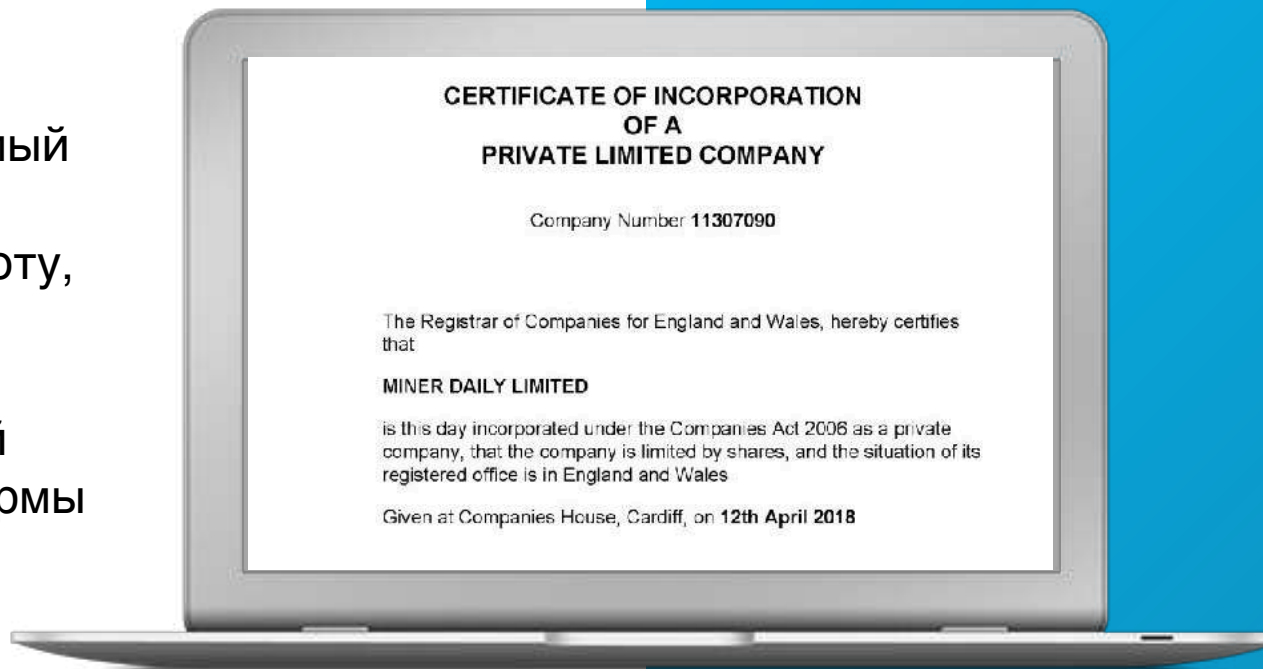 ный
оту,
й
рмы
CERTIFICATE OF INCORPORATION
OF A
PRIVATE LIMITED COMPANY
Company Number 11307090
The Registrar of Companies for England and Wales, hereby certifies
that
MINER DAILY LIMITED
is this day incorporated under the Companies Act 2006 as a private
company, that the company is limited by shares, and the situation of its
registered office is in England and Wales
Given at Companies House, Cardiff, on 12th April 2018